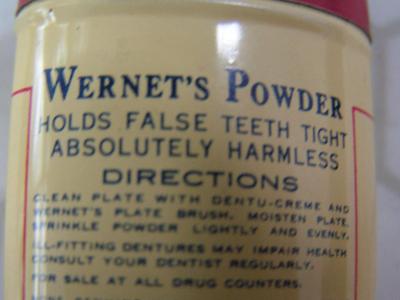 WERNET'S POWDER
HOLDS FALSE TEETH TIGHT
ABSOLUTELY HARMLESS
DIRECTIONS
CLEAN PLATE WITH DENTU-CREME AND
WERNET'S PLATE BRUSH. MOISTEN PLATE.
SPRINKLE POWDER LIGHTLY AND EVENLY.
ILL-FITTING DENTURES MAY IMPAIR HEALTH
CONSULT YOUR DENTIST REGULARLY.
FOR SALE AT ALL DRUG COUNTERS.